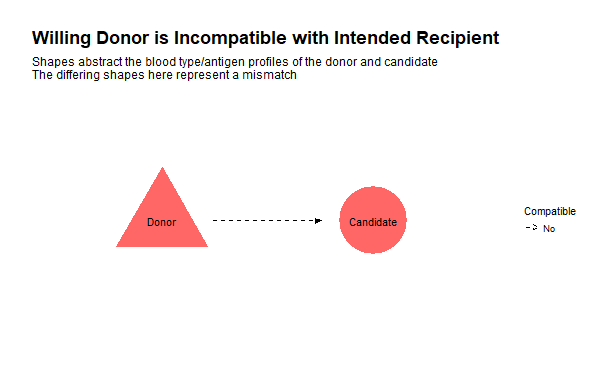 Willing Donor is Incompatible with Intended Recipient
Shapes abstract the blood type/antigen profiles of the donor and candidate
The differing shapes here represent a mismatch
Donor
Candidate
Compatible
No